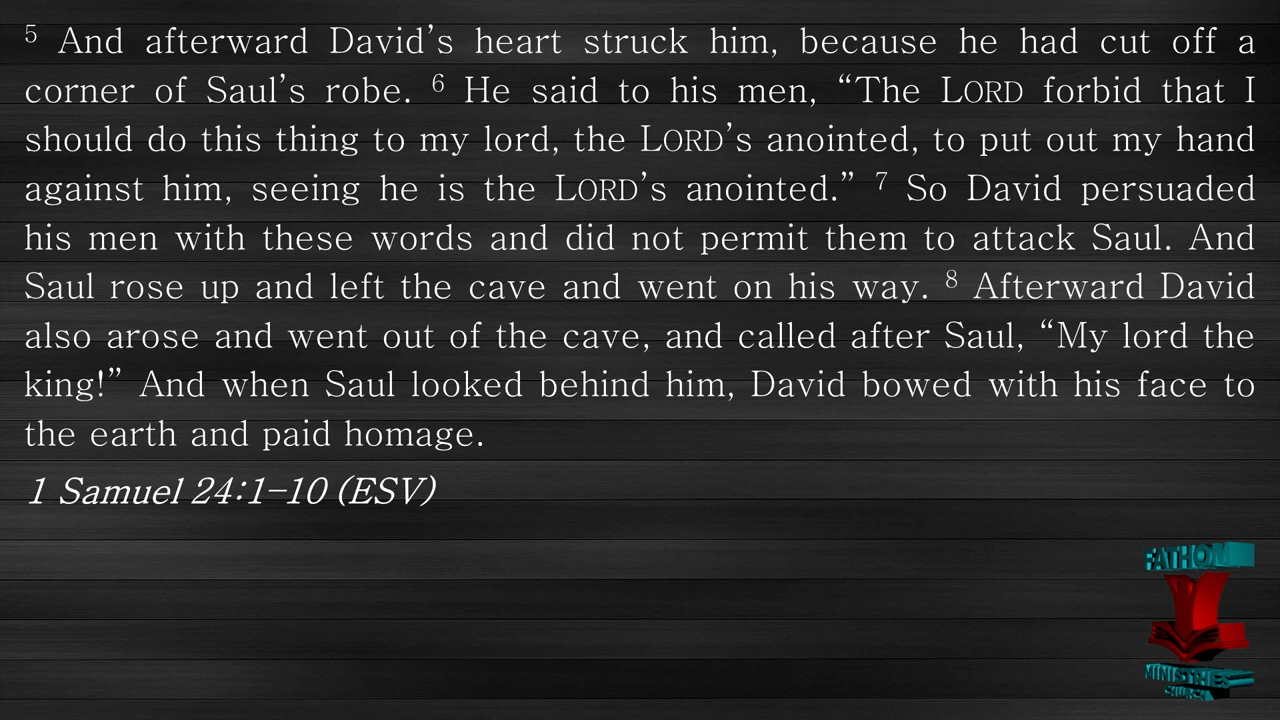 5 And afterward David’s heart struck him, because he had cut off a
corner of Saul’s robe. 6 He said to his men, “The LORD forbid that I
should do this thing to my lord, the LORD’s anointed, to put out my hand
against him, seeing he is the LORD’s anointed.” 7 So David persuaded
his men with these words and did not permit them to attack Saul. And
Saul rose up and left the cave and went on his way. 8 Afterward David
also arose and went out of the cave, and called after Saul, “My lord the
king!” And when Saul looked behind him, David bowed with his face to
the earth and paid homage.
1 Samuel 24:1–10 (ESV)
FATHOM
MINISTRIES
CHURCH